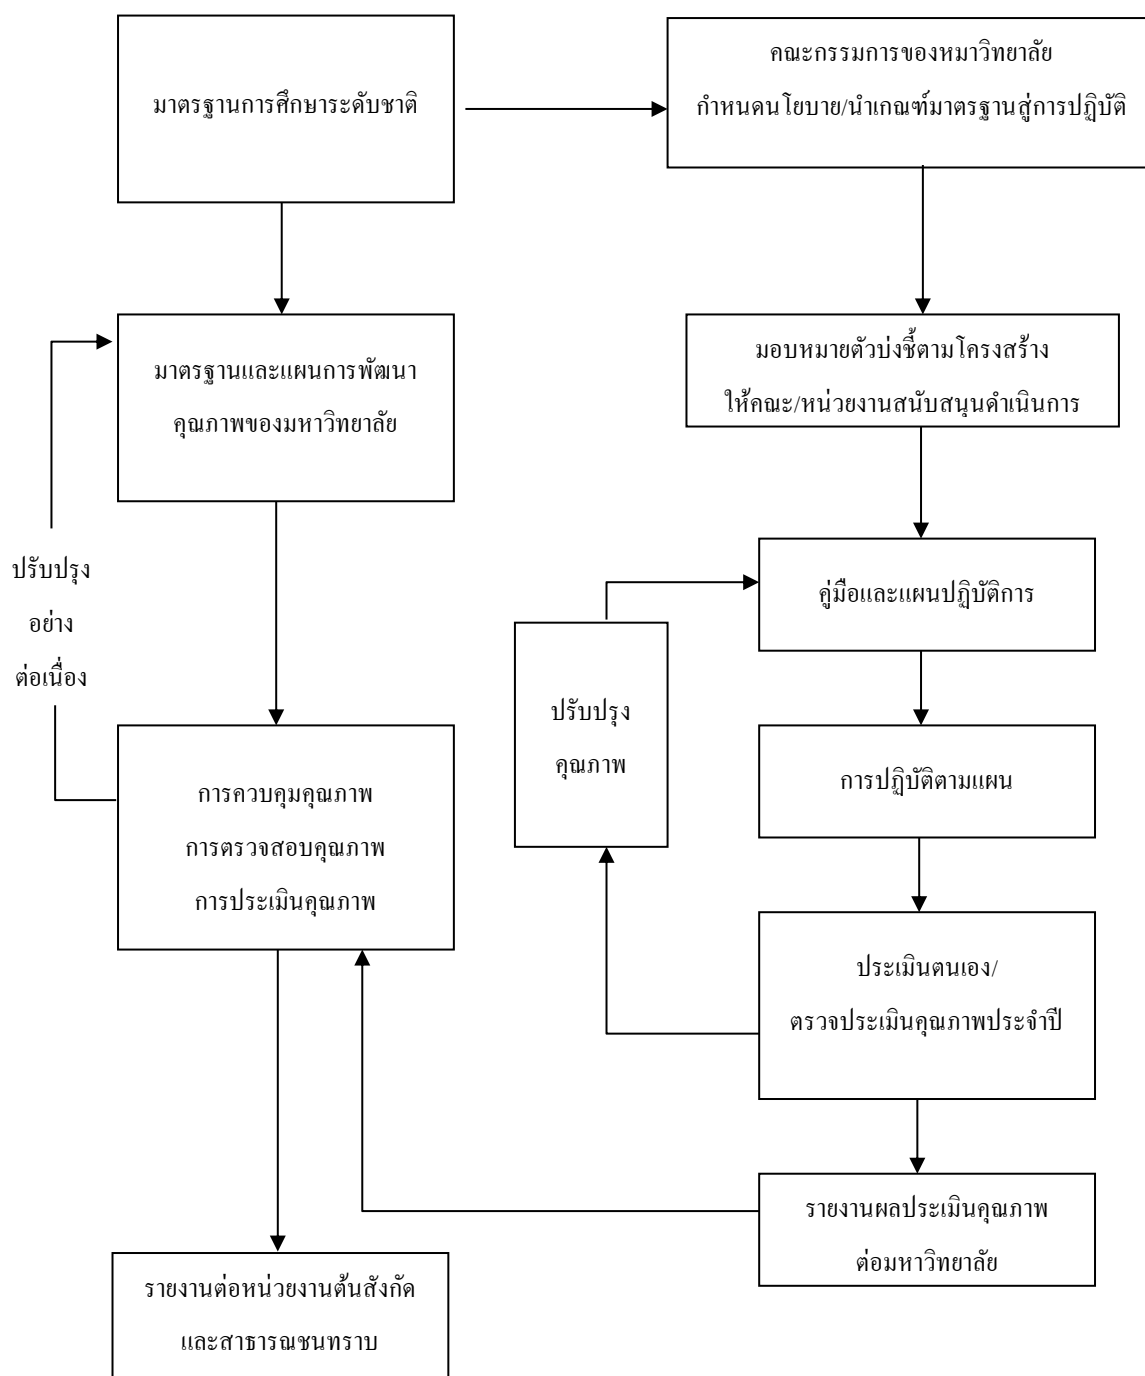 มาตรฐานการศึกษาระดับชาติ
คณะกรรมการของหมาวิทยาลัย
กำหนดนโยบาย/นำเกณฑ์มาตรฐานสู่การปฏิบัติ
มาตรฐานและแผนการพัฒนา
คุณภาพของมหาวิทยาลัย
มอบหมายตัวบ่งชี้ตามโครงสร้าง
ให้คณะ/หน่วยงานสนับสนุนดำเนินการ
ปรับปรุง
อย่าง
ต่อเนื่อง
คู่มือและแผนปฏิบัติการ
ปรับปรุง
คุณภาพ
การปฏิบัติตามแผน
การควบคุมคุณภาพ
การตรวจสอบคุณภาพ
การประเมินคุณภาพ
ประเมินตนเอง/
ตรวจประเมินคุณภาพประจำปี
รายงานผลประเมินคุณภาพ
ต่อมหาวิทยาลัย
รายงานต่อหน่วยงานต้นสังกัด
และสาธารณชนทราบ